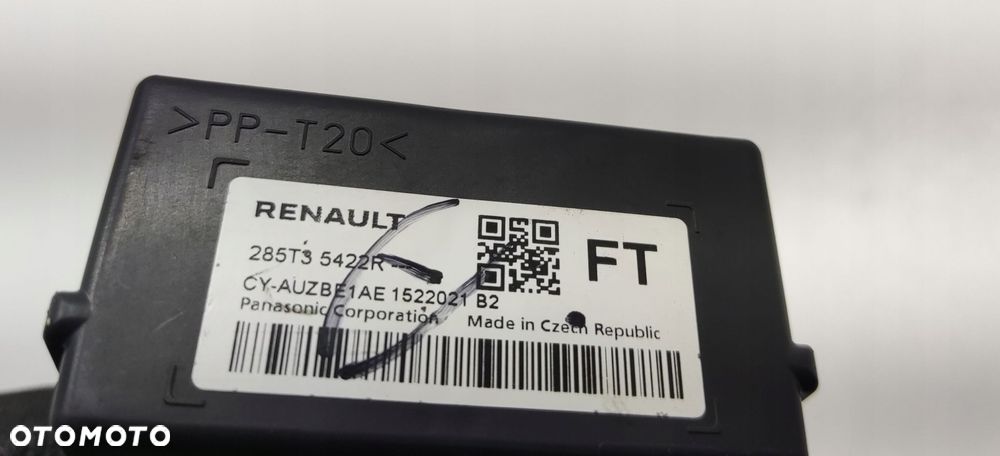 >PP-T20<
RENAULT
285T3 5422R ---
CY-AUZBE1AE 1522021 B2
Panasonic Corporation Made in Czech Republic
FT
OTOMOTO